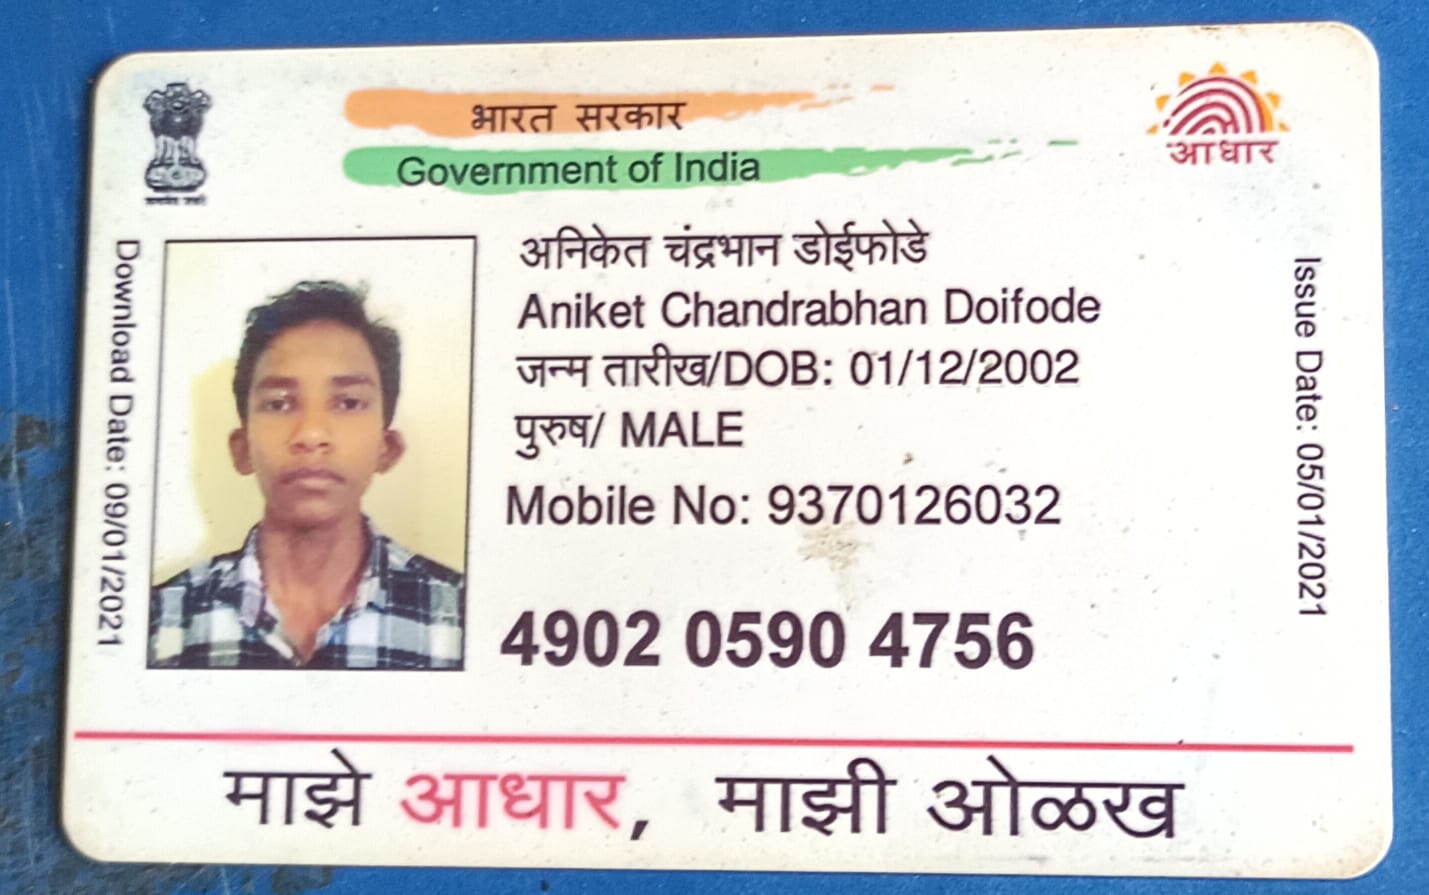 भारत सरकार
Government of India
आधार
Download Date: 09/01/2021
अनिकेत चंद्रभान डोईफोडे
Aniket Chandrabhan Doifode
जन्म तारीख/DOB: 01/12/2002
पुरुष/ MALE
Mobile No: 9370126032
4902 0590 4756
Issue Date: 05/01/2021
माझे आधार, माझी ओळख